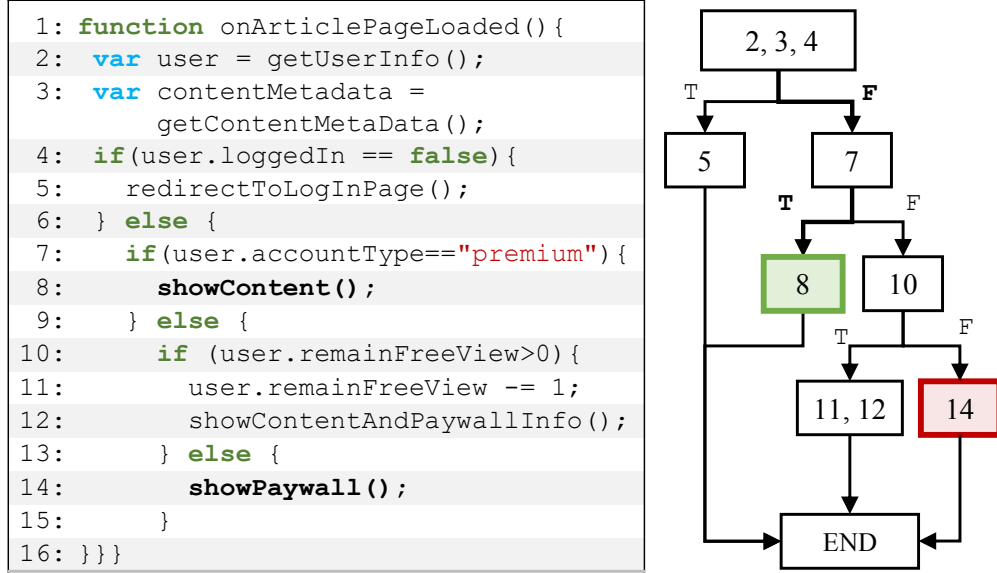 1: function onArticlePageLoaded(){
2: var user = getUserInfo();
3: var contentMetadata =
getContentMetaData();
4: if(user.loggedIn == false){
5: redirectToLogInPage();
6: } else {
7: if(user.accountType=="premium"){
8: showContent();
9: } else {
10: if (user.remainFreeView>0){
11: user.remainFreeView -= 1;
12: showContentAndPaywallInfo();
13: } else {
14: showPaywall();
15: }
16: }}}
2, 3, 4
T F
5 7
T F
8 10
T F
11, 12 14
END